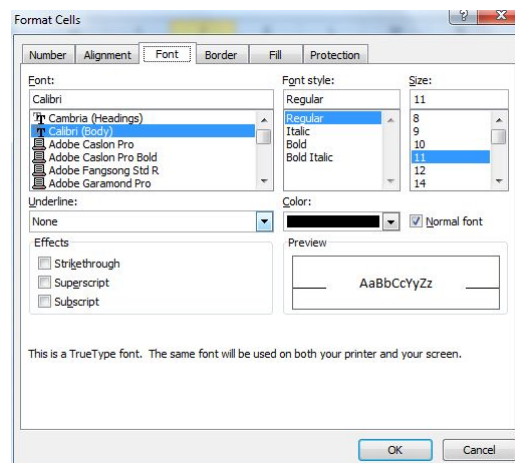 Format Cells
Number Alignment Font Border Fill Protection
Font: Font style: Size:
Calibri Regular 11
Cambria (Headings) Regular 8
Calibri (Body) Italic 9
Adobe Caslon Pro Bold 10
Adobe Caslon Pro Bold Bold Italic 11
Adobe Fangsong Std R 12
Adobe Garamond Pro 14
Underline: Color:
None Normal font
Effects Preview
Strikethrough
Superscript AaBbCcYyZz
Subscript
This is a TrueType font. The same font will be used on both your printer and your screen.
OK Cancel